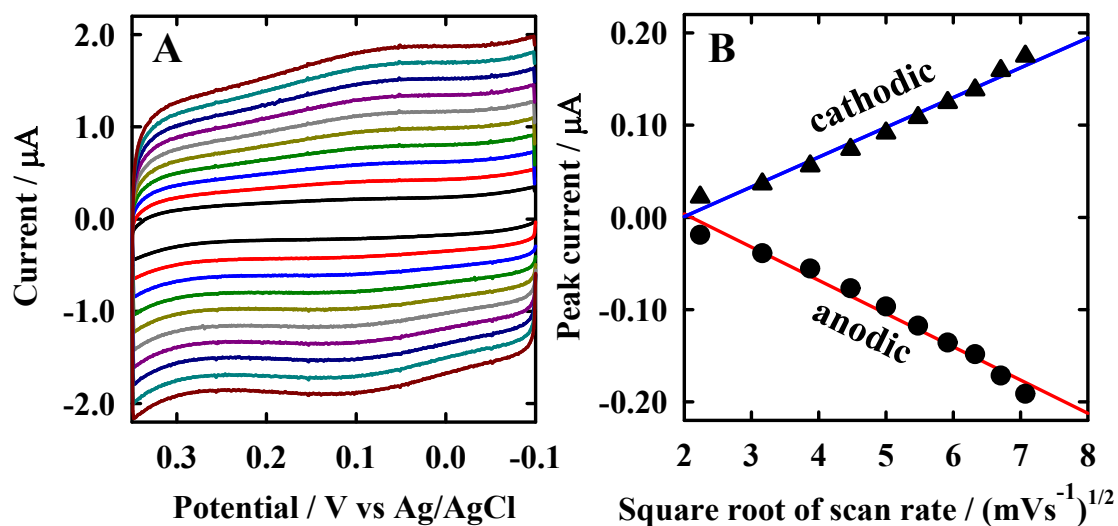 A
2.0
1.0
0.0
-1.0
-2.0
Current / μA
0.3 0.2 0.1 0.0 -0.1
Potential / V vs Ag/AgCl
B
0.20
0.10
0.00
-0.10
-0.20
Peak current / μA
cathodic
anodic
2 3 4 5 6 7 8
Square root of scan rate / (mVs⁻¹)¹/²